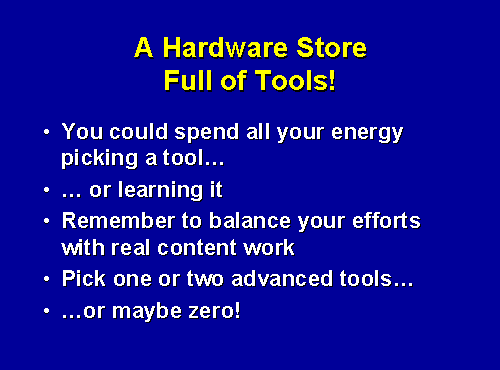 A Hardware Store
Full of Tools!
• You could spend all your energy
picking a tool...
• ... or learning it
• Remember to balance your efforts
with real content work
• Pick one or two advanced tools...
• ...or maybe zero!